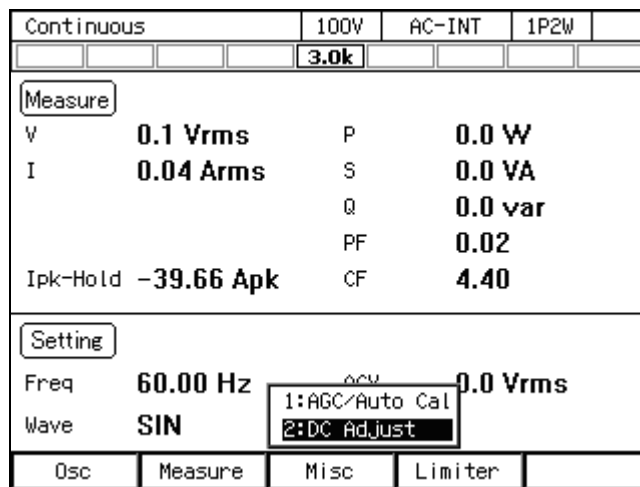 Continuous 100V AC-INT 1P2W
3.0k
Measure
V 0.1 Vrms P 0.0 W
I 0.04 Arms S 0.0 VA
Q 0.0 var
PF 0.02
Ipk-Hold -39.66 Apk CF 4.40
Setting
Freq 60.00 Hz ACV 0.0 Vrms
1:AGC/Auto Cal
Wave SIN 2:DC Adjust
Osc Measure Misc Limiter